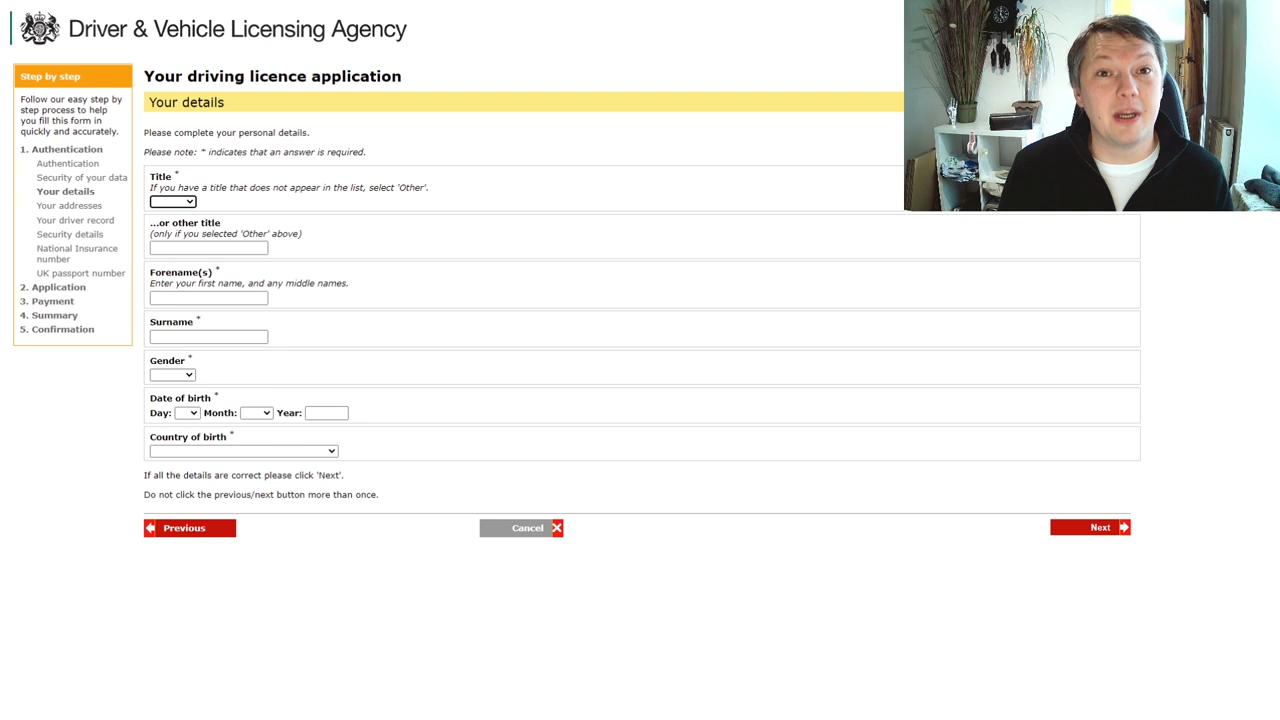 Driver & Vehicle Licensing Agency
Step by step
Follow our easy step by
step process to help
you fill this form in
quickly and accurately.
1. Authentication
Authentication
Security of your data
Your details
Your addresses
Your driver record
Security details
National Insurance
number
UK passport number
2. Application
3. Payment
4. Summary
5. Confirmation
Your driving licence application
Your details
Please complete your personal details.
Please note: * indicates that an answer is required.
Title *
If you have a title that does not appear in the list, select 'Other'.
...or other title
(only if you selected 'Other' above)
Forename(s) *
Enter your first name, and any middle names.
Surname *
Gender *
Date of birth *
Day: Month: Year:
Country of birth *
If all the details are correct please click 'Next'.
Do not click the previous/next button more than once.
Previous
Cancel
Next